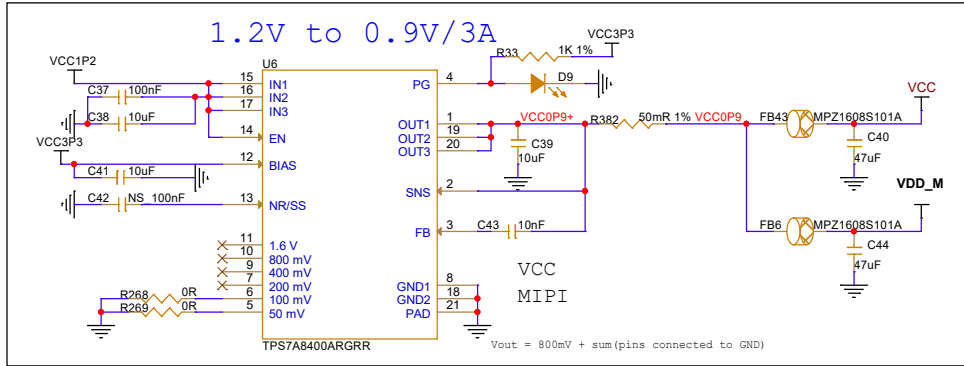 1.2V to 0.9V/3A
VCC1P2
C37 100nF
C38 10uF
VCC3P3
C41 10uF
C42 NS_100nF
R268 0R
R269 0R
U6
15 IN1
16 IN2
17 IN3
14 EN
12 BIAS
13 NR/SS
11 1.6 V
10 800 mV
9 400 mV
7 200 mV
6 100 mV
5 50 mV
PG 4
OUT1 1
OUT2 19
OUT3 20
SNS 2
FB 3
GND1 8
GND2 18
PAD 21
TPS7A8400ARGRR
VCC3P3
R33 1K 1%
D9
VCC0P9+
R382 50mR 1%
VCC0P9
C39
10uF
C43 10nF
VCC
MIPI
VCC
FB43 MPZ1608S101A
C40
47uF
VDD_M
FB6 MPZ1608S101A
C44
47uF
Vout = 800mV + sum(pins connected to GND)